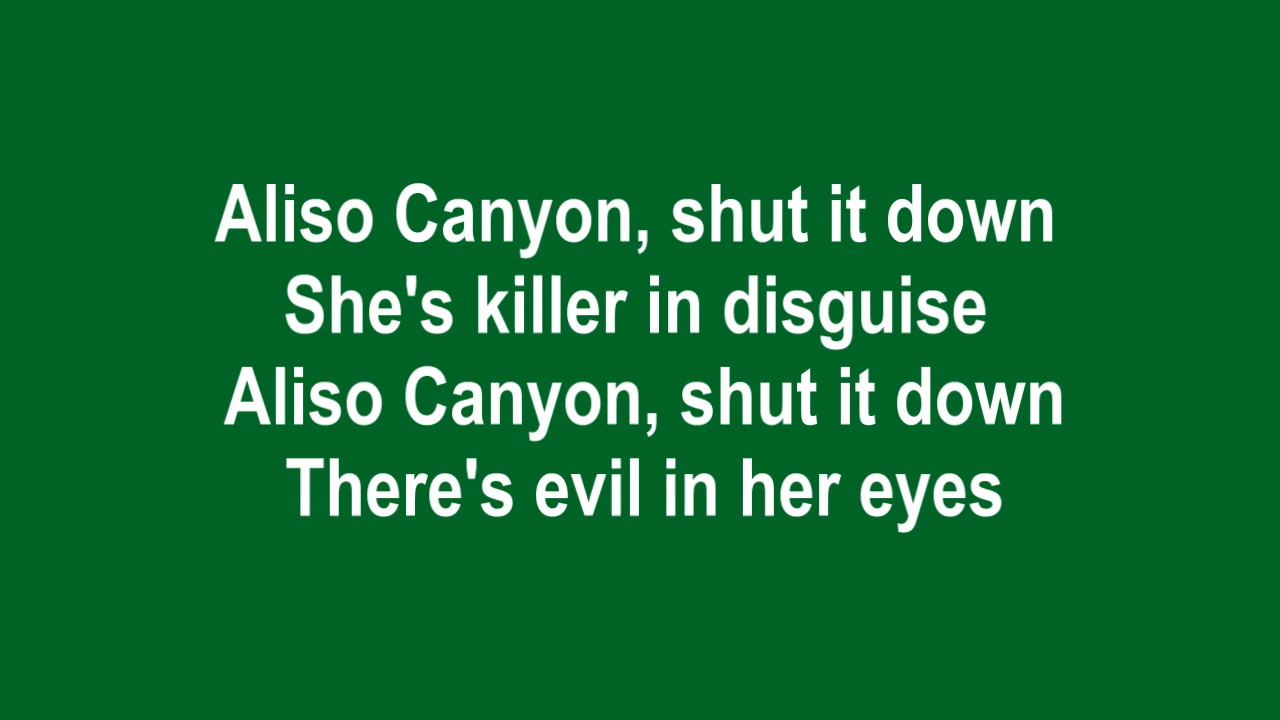 Aliso Canyon, shut it down
She's killer in disguise
Aliso Canyon, shut it down
There's evil in her eyes